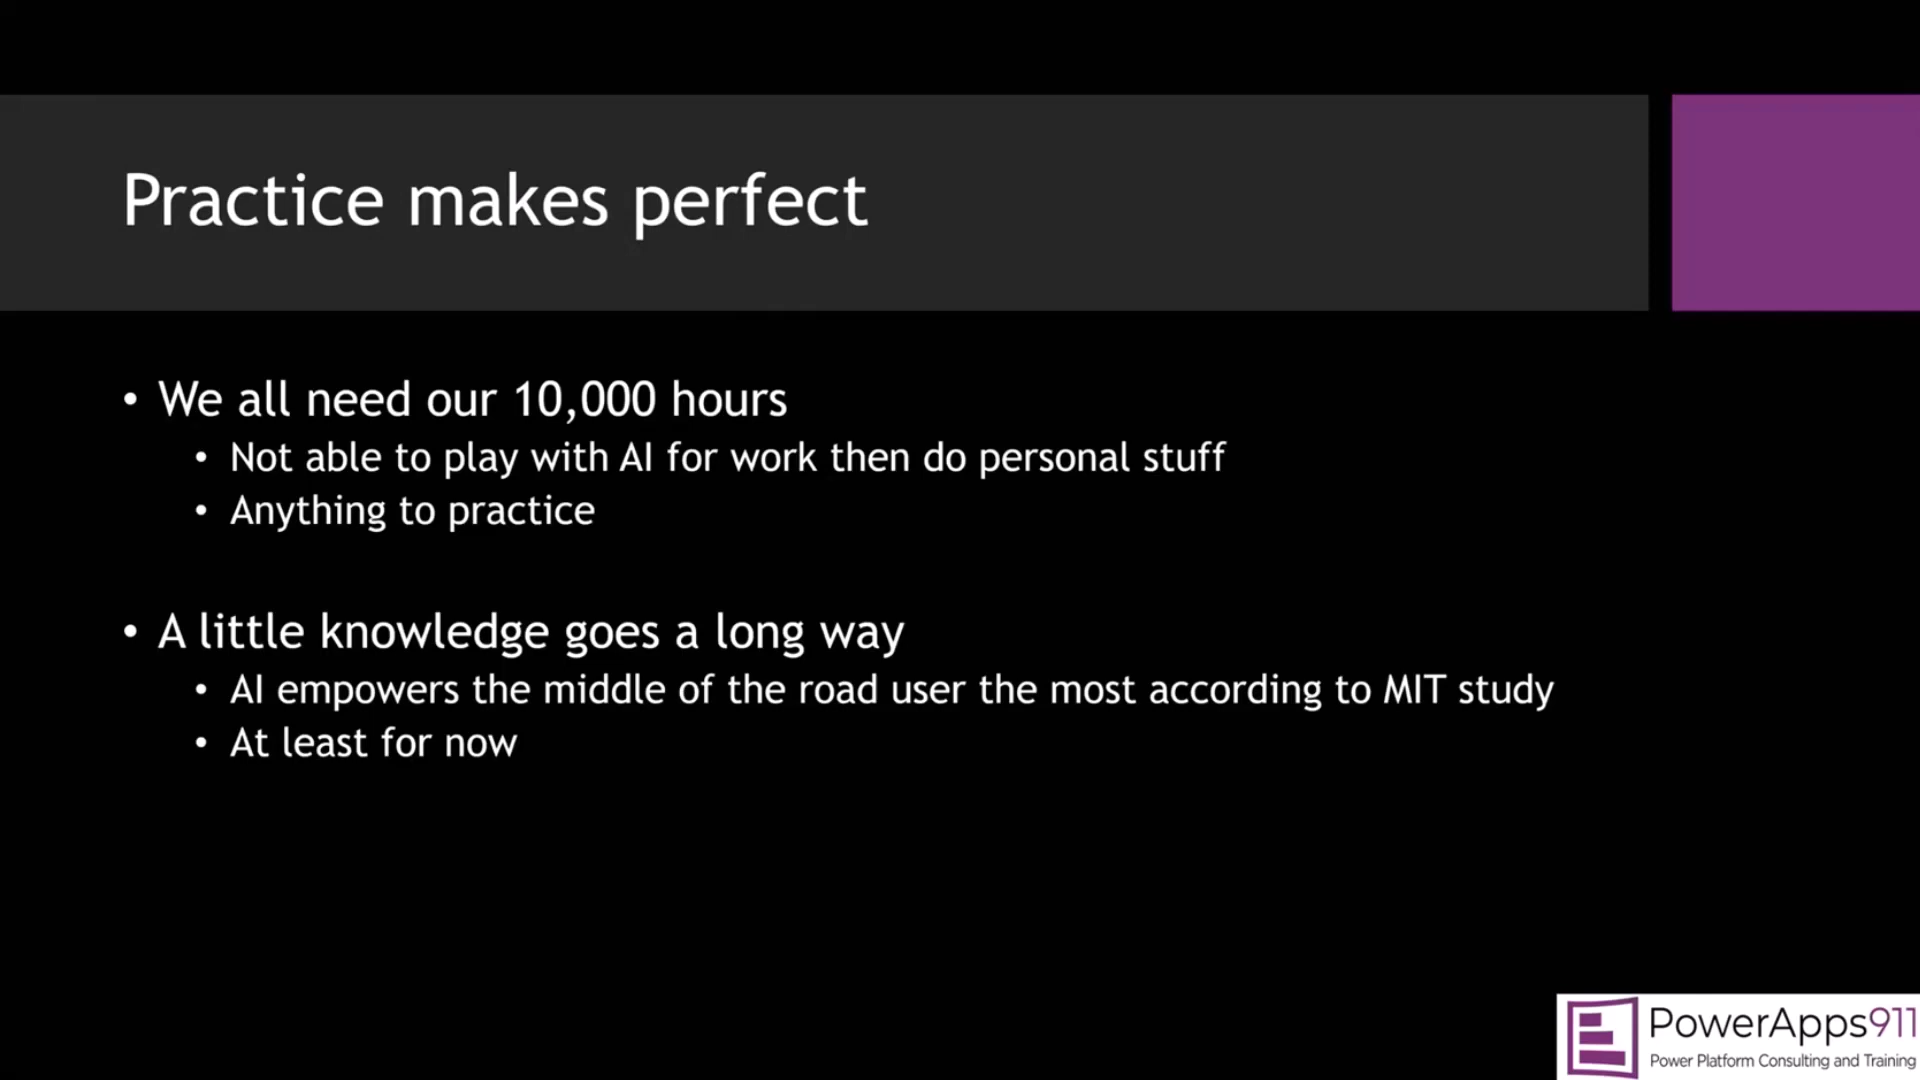 Practice makes perfect
• We all need our 10,000 hours
• Not able to play with AI for work then do personal stuff
• Anything to practice
• A little knowledge goes a long way
• AI empowers the middle of the road user the most according to MIT study
• At least for now
PowerApps911
Power Platform Consulting and Training